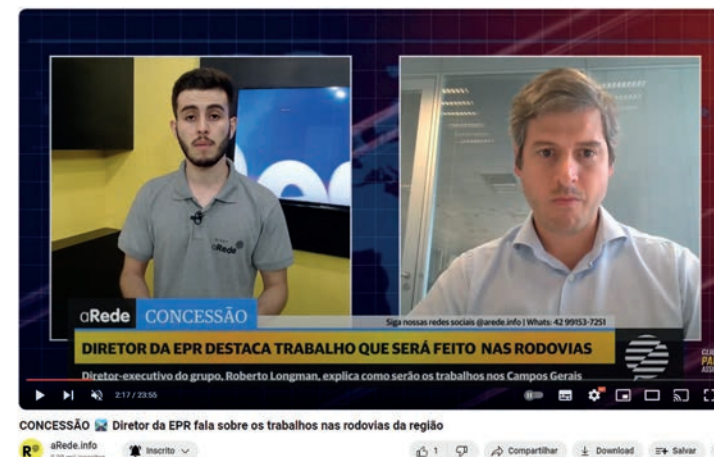 aRede
aRede CONCESSÃO
Siga nossas redes sociais @arede.info | Whats: 42 99153-7251
DIRETOR DA EPR DESTACA TRABALHO QUE SERÁ FEITO NAS RODOVIAS
Diretor-executivo do grupo, Roberto Longman, explica como serão os trabalhos nos Campos Gerais
2:17 / 23:55
CONCESSÃO Diretor da EPR fala sobre os trabalhos nas rodovias da região
R aRede.info
Inscrito
1
Compartilhar
Download
Salvar